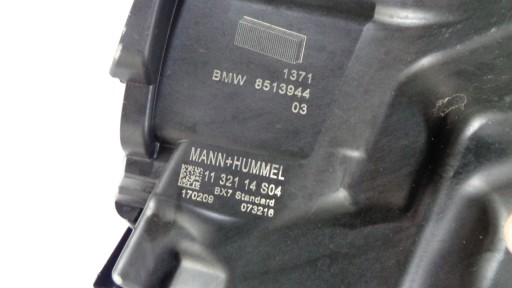 1371
BMW 8513944
03
MANN+HUMMEL
11 321 14 S04
BX7 Standard
170209 073216